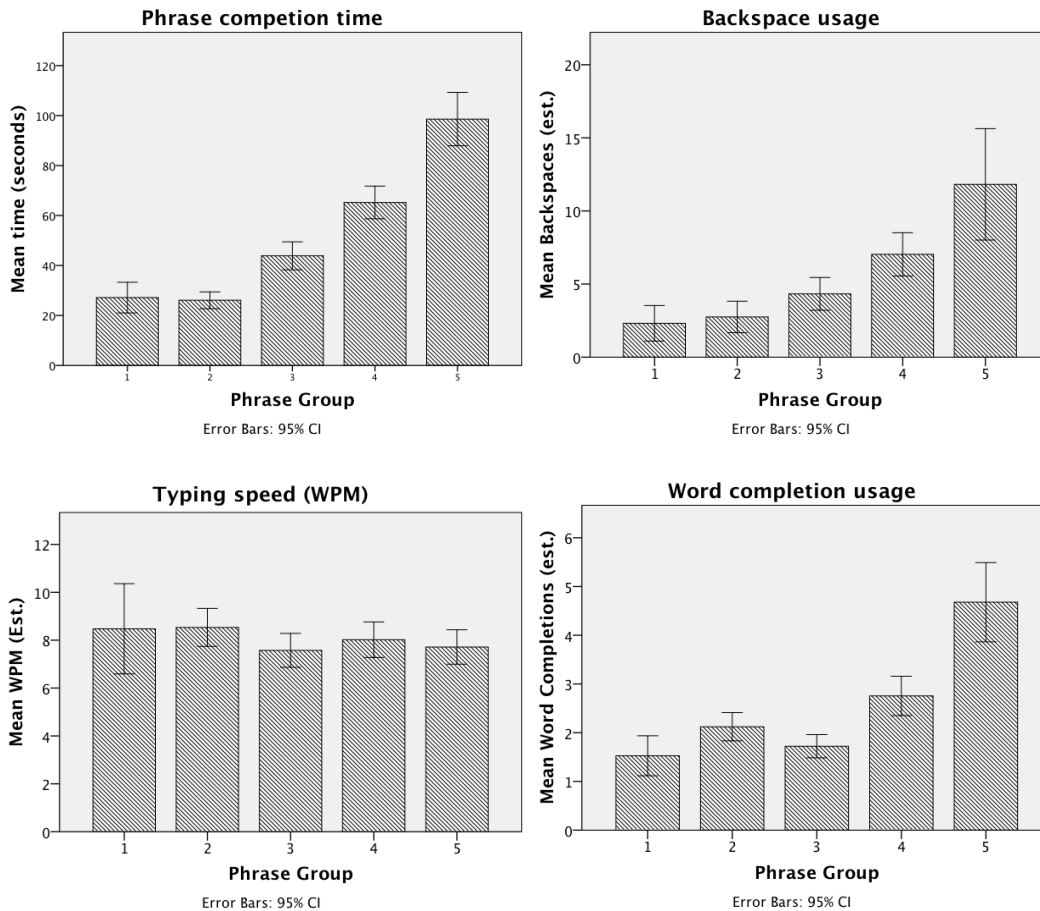 Phrase competion time
Mean time (seconds)
120
100
80
60
40
20
0
1 2 3 4 5
Phrase Group
Error Bars: 95% CI
Backspace usage
Mean Backspaces (est.)
20
15
10
5
0
1 2 3 4 5
Phrase Group
Error Bars: 95% CI
Typing speed (WPM)
Mean WPM (Est.)
12
10
8
6
4
2
0
1 2 3 4 5
Phrase Group
Error Bars: 95% CI
Word completion usage
Mean Word Completions (est.)
6
5
4
3
2
1
0
1 2 3 4 5
Phrase Group
Error Bars: 95% CI